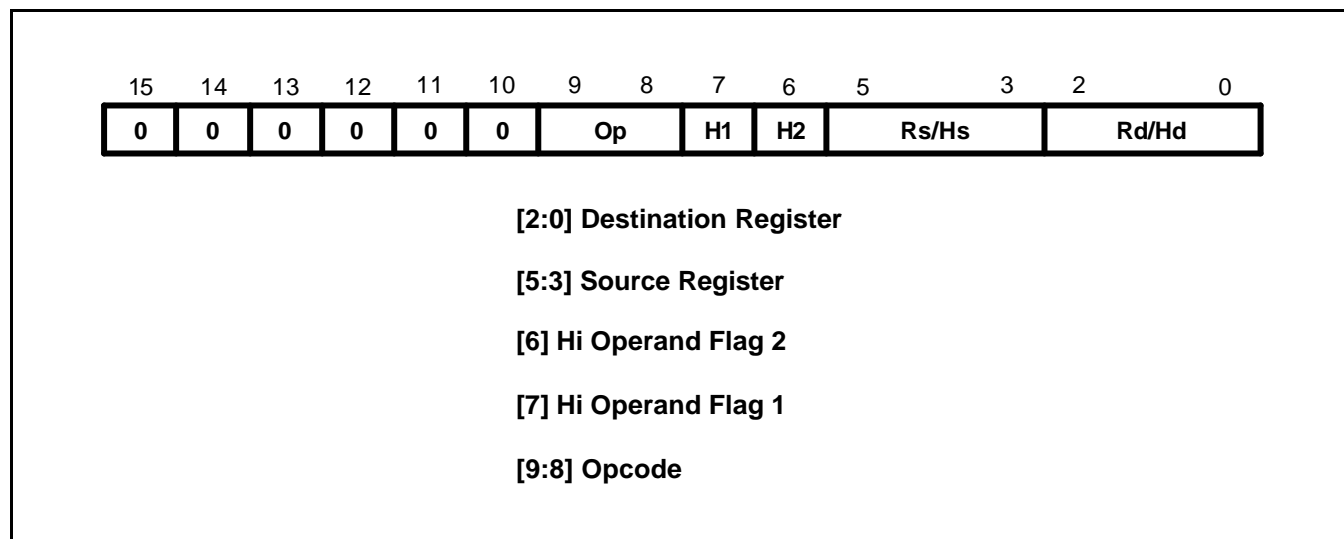 15 14 13 12 11 10 9 8 7 6 5 3 2 0
0 0 0 0 0 0 Op H1 H2 Rs/Hs Rd/Hd
[2:0] Destination Register
[5:3] Source Register
[6] Hi Operand Flag 2
[7] Hi Operand Flag 1
[9:8] Opcode